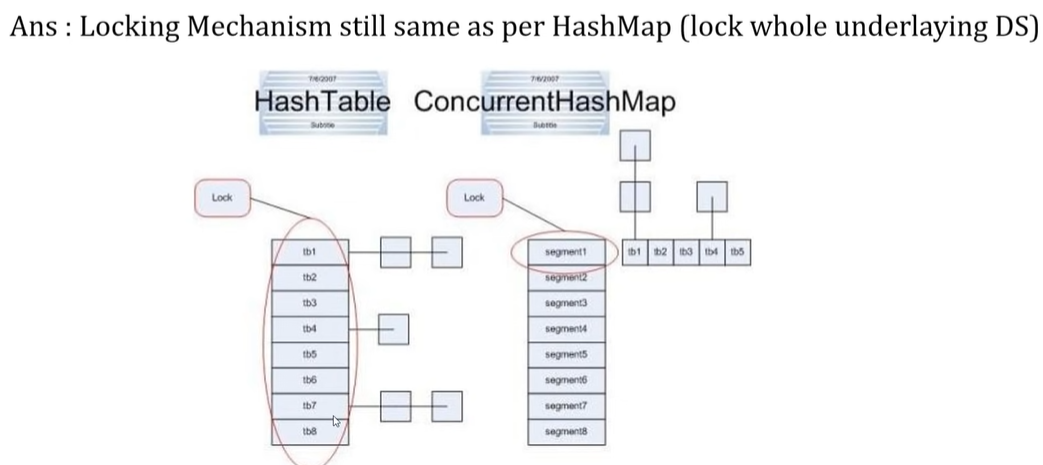 Ans : Locking Mechanism still same as per HashMap (lock whole underlaying DS)
7/6/2007
HashTable
Subtitle
7/6/2007
ConcurrentHashMap
Subtitle
Lock
tb1
tb2
tb3
tb4
tb5
tb6
tb7
tb8
Lock
segment1
segment2
segment3
segment4
segment5
segment6
segment7
segment8
tb1 tb2 tb3 tb4 tb5